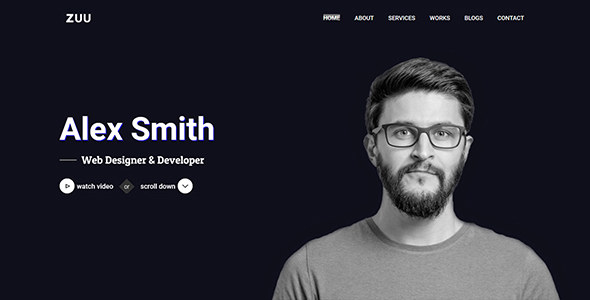 ZUU
HOME ABOUT SERVICES WORKS BLOGS CONTACT
Alex Smith
Web Designer & Developer
watch video or scroll down